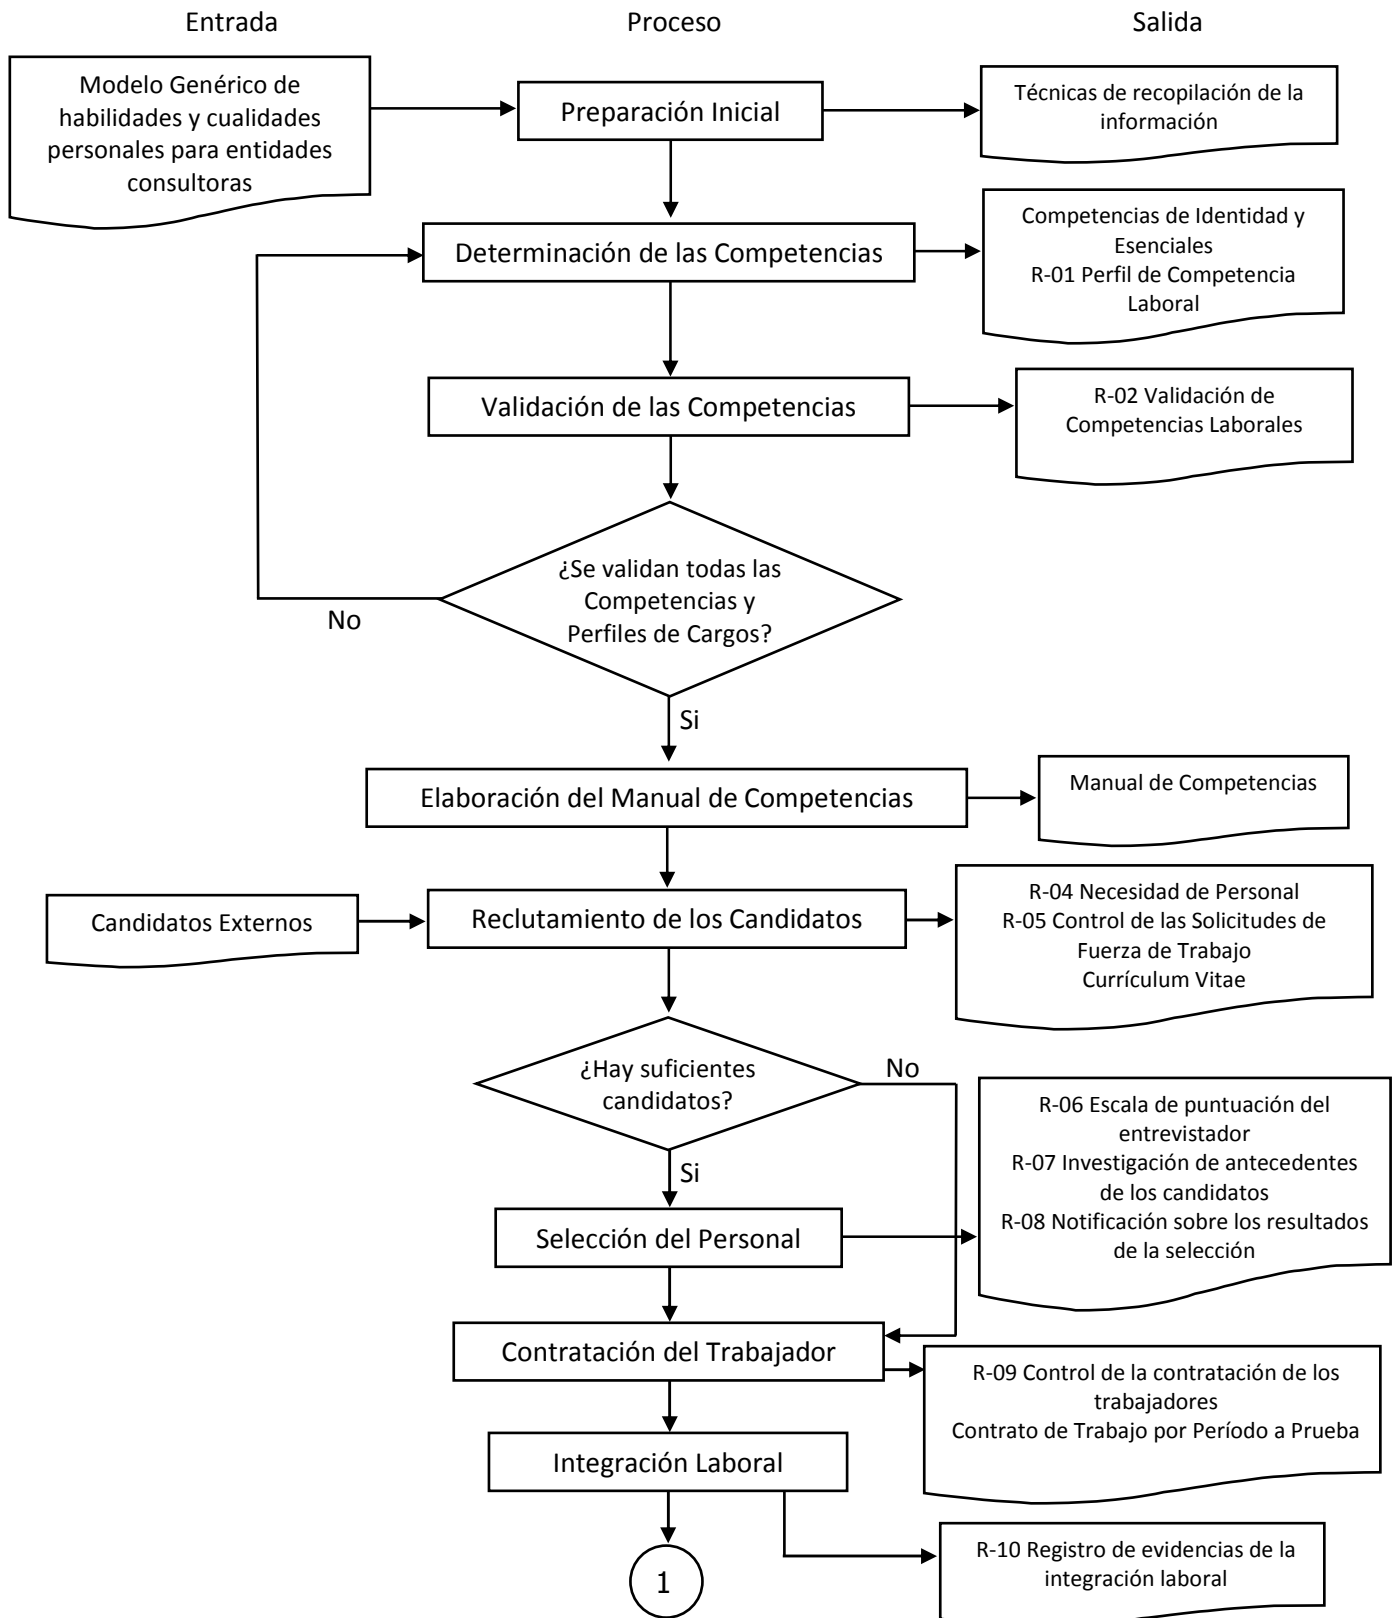 Entrada
Proceso
Salida
Modelo Genérico de
habilidades y cualidades
personales para entidades
consultoras
Preparación Inicial
Técnicas de recopilación de la
información
Determinación de las Competencias
Competencias de Identidad y
Esenciales
R-01 Perfil de Competencia
Laboral
Validación de las Competencias
R-02 Validación de
Competencias Laborales
¿Se validan todas las
Competencias y
Perfiles de Cargos?
No
Si
Elaboración del Manual de Competencias
Manual de Competencias
Candidatos Externos
Reclutamiento de los Candidatos
R-04 Necesidad de Personal
R-05 Control de las Solicitudes de
Fuerza de Trabajo
Currículum Vitae
¿Hay suficientes
candidatos?
No
Si
R-06 Escala de puntuación del
entrevistador
R-07 Investigación de antecedentes
de los candidatos
R-08 Notificación sobre los resultados
de la selección
Selección del Personal
Contratación del Trabajador
R-09 Control de la contratación de los
trabajadores
Contrato de Trabajo por Período a Prueba
Integración Laboral
R-10 Registro de evidencias de la
integración laboral
1